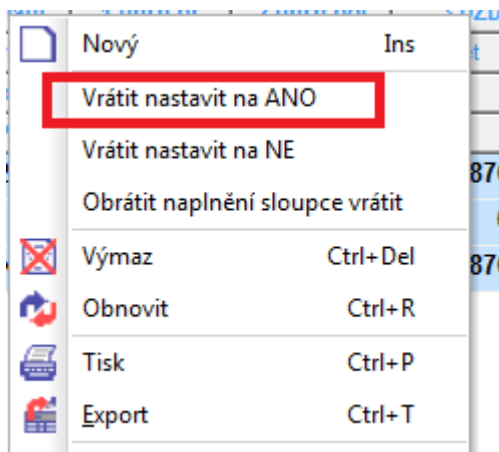 Nový Ins
Vrátit nastavit na ANO
Vrátit nastavit na NE
Obrátit naplnění sloupce vrátit
Výmaz Ctrl+Del
Obnovit Ctrl+R
Tisk Ctrl+P
Export Ctrl+T